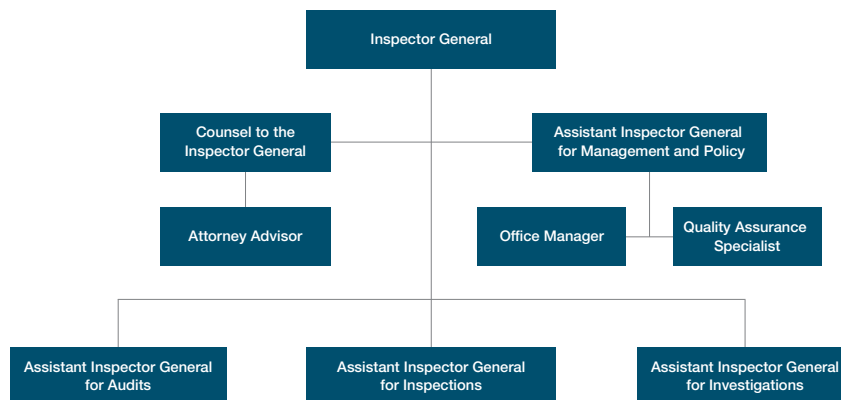 Inspector General
Counsel to the
Inspector General
Assistant Inspector General
for Management and Policy
Attorney Advisor
Office Manager
Quality Assurance
Specialist
Assistant Inspector General
for Audits
Assistant Inspector General
for Inspections
Assistant Inspector General
for Investigations